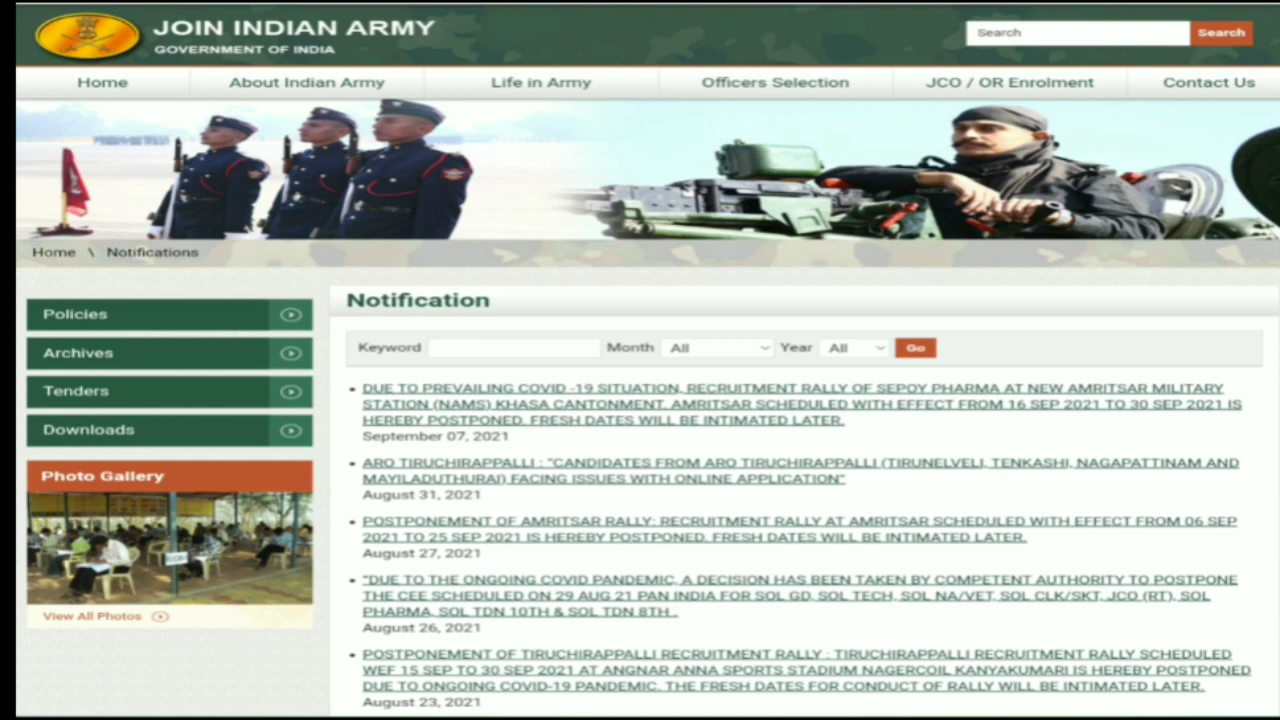 JOIN INDIAN ARMY
GOVERNMENT OF INDIA
Search
Search
Home
About Indian Army
Life in Army
Officers Selection
JCO / OR Enrolment
Contact Us
Home \ Notifications
Policies
Archives
Tenders
Downloads
Photo Gallery
View All Photos
Notification
Keyword
Month All
Year All
Go
DUE TO PREVAILING COVID -19 SITUATION, RECRUITMENT RALLY OF SEPOY PHARMA AT NEW AMRITSAR MILITARY
STATION (NAMS) KHASA CANTONMENT, AMRITSAR SCHEDULED WITH EFFECT FROM 16 SEP 2021 TO 30 SEP 2021 IS
HEREBY POSTPONED. FRESH DATES WILL BE INTIMATED LATER.
September 07, 2021
ARO TIRUCHIRAPPALLI : “CANDIDATES FROM ARO TIRUCHIRAPPALLI (TIRUNELVELI, TENKASHI, NAGAPATTINAM AND
MAYILADUTHURAI) FACING ISSUES WITH ONLINE APPLICATION”
August 31, 2021
POSTPONEMENT OF AMRITSAR RALLY: RECRUITMENT RALLY AT AMRITSAR SCHEDULED WITH EFFECT FROM 06 SEP
2021 TO 25 SEP 2021 IS HEREBY POSTPONED. FRESH DATES WILL BE INTIMATED LATER.
August 27, 2021
“DUE TO THE ONGOING COVID PANDEMIC, A DECISION HAS BEEN TAKEN BY COMPETENT AUTHORITY TO POSTPONE
THE CEE SCHEDULED ON 29 AUG 21 PAN INDIA FOR SOL GD, SOL TECH, SOL NA/VET, SOL CLK/SKT, JCO (RT), SOL
PHARMA, SOL TDN 10TH & SOL TDN 8TH .
August 26, 2021
POSTPONEMENT OF TIRUCHIRAPPALLI RECRUITMENT RALLY : TIRUCHIRAPPALLI RECRUITMENT RALLY SCHEDULED
WEF 15 SEP TO 30 SEP 2021 AT ANGNAR ANNA SPORTS STADIUM NAGERCOIL KANYAKUMARI IS HEREBY POSTPONED
DUE TO ONGOING COVID-19 PANDEMIC. THE FRESH DATES FOR CONDUCT OF RALLY WILL BE INTIMATED LATER.
August 23, 2021